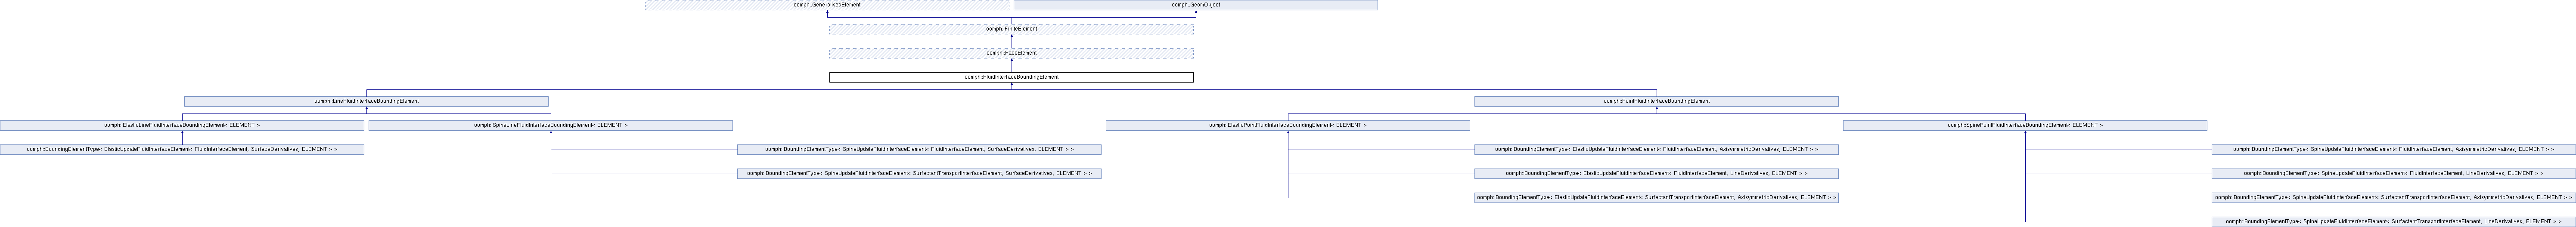 oomph::GeneralisedElement
oomph::GeomObject
oomph::FiniteElement
oomph::FaceElement
oomph::FluidInterfaceBoundingElement
oomph::LineFluidInterfaceBoundingElement
oomph::PointFluidInterfaceBoundingElement
oomph::ElasticLineFluidInterfaceBoundingElement< ELEMENT >
oomph::SpineLineFluidInterfaceBoundingElement< ELEMENT >
oomph::ElasticPointFluidInterfaceBoundingElement< ELEMENT >
oomph::SpinePointFluidInterfaceBoundingElement< ELEMENT >
oomph::BoundingElementType< ElasticUpdateFluidInterfaceElement< FluidInterfaceElement, SurfaceDerivatives, ELEMENT > >
oomph::BoundingElementType< SpineUpdateFluidInterfaceElement< FluidInterfaceElement, SurfaceDerivatives, ELEMENT > >
oomph::BoundingElementType< ElasticUpdateFluidInterfaceElement< FluidInterfaceElement, AxisymmetricDerivatives, ELEMENT > >
oomph::BoundingElementType< SpineUpdateFluidInterfaceElement< FluidInterfaceElement, AxisymmetricDerivatives, ELEMENT > >
oomph::BoundingElementType< SpineUpdateFluidInterfaceElement< SurfactantTransportInterfaceElement, SurfaceDerivatives, ELEMENT > >
oomph::BoundingElementType< ElasticUpdateFluidInterfaceElement< FluidInterfaceElement, LineDerivatives, ELEMENT > >
oomph::BoundingElementType< SpineUpdateFluidInterfaceElement< FluidInterfaceElement, LineDerivatives, ELEMENT > >
oomph::BoundingElementType< ElasticUpdateFluidInterfaceElement< SurfactantTransportInterfaceElement, AxisymmetricDerivatives, ELEMENT > >
oomph::BoundingElementType< SpineUpdateFluidInterfaceElement< SurfactantTransportInterfaceElement, AxisymmetricDerivatives, ELEMENT > >
oomph::BoundingElementType< SpineUpdateFluidInterfaceElement< SurfactantTransportInterfaceElement, LineDerivatives, ELEMENT > >